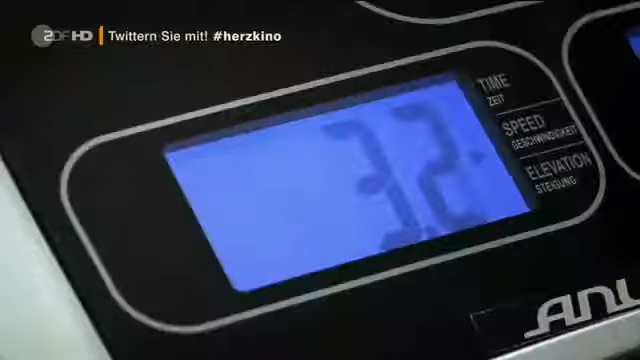 ZDF HD Twittern Sie mit! #herzkino
3.2
TIME
ZEIT
SPEED
GESCHWINDIGKEIT
ELEVATION
STEIGUNG